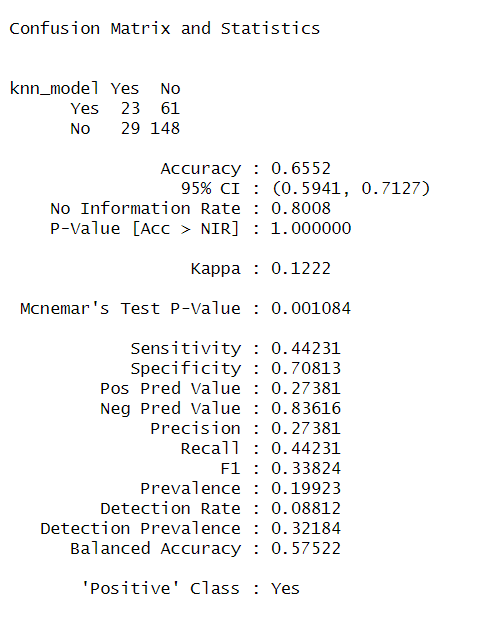 Confusion Matrix and Statistics
knn_model Yes No
Yes 23 61
No 29 148
Accuracy : 0.6552
95% CI : (0.5941, 0.7127)
No Information Rate : 0.8008
P-Value [Acc > NIR] : 1.000000
Kappa : 0.1222
Mcnemar's Test P-Value : 0.001084
Sensitivity : 0.44231
Specificity : 0.70813
Pos Pred Value : 0.27381
Neg Pred Value : 0.83616
Precision : 0.27381
Recall : 0.44231
F1 : 0.33824
Prevalence : 0.19923
Detection Rate : 0.08812
Detection Prevalence : 0.32184
Balanced Accuracy : 0.57522
'Positive' Class : Yes